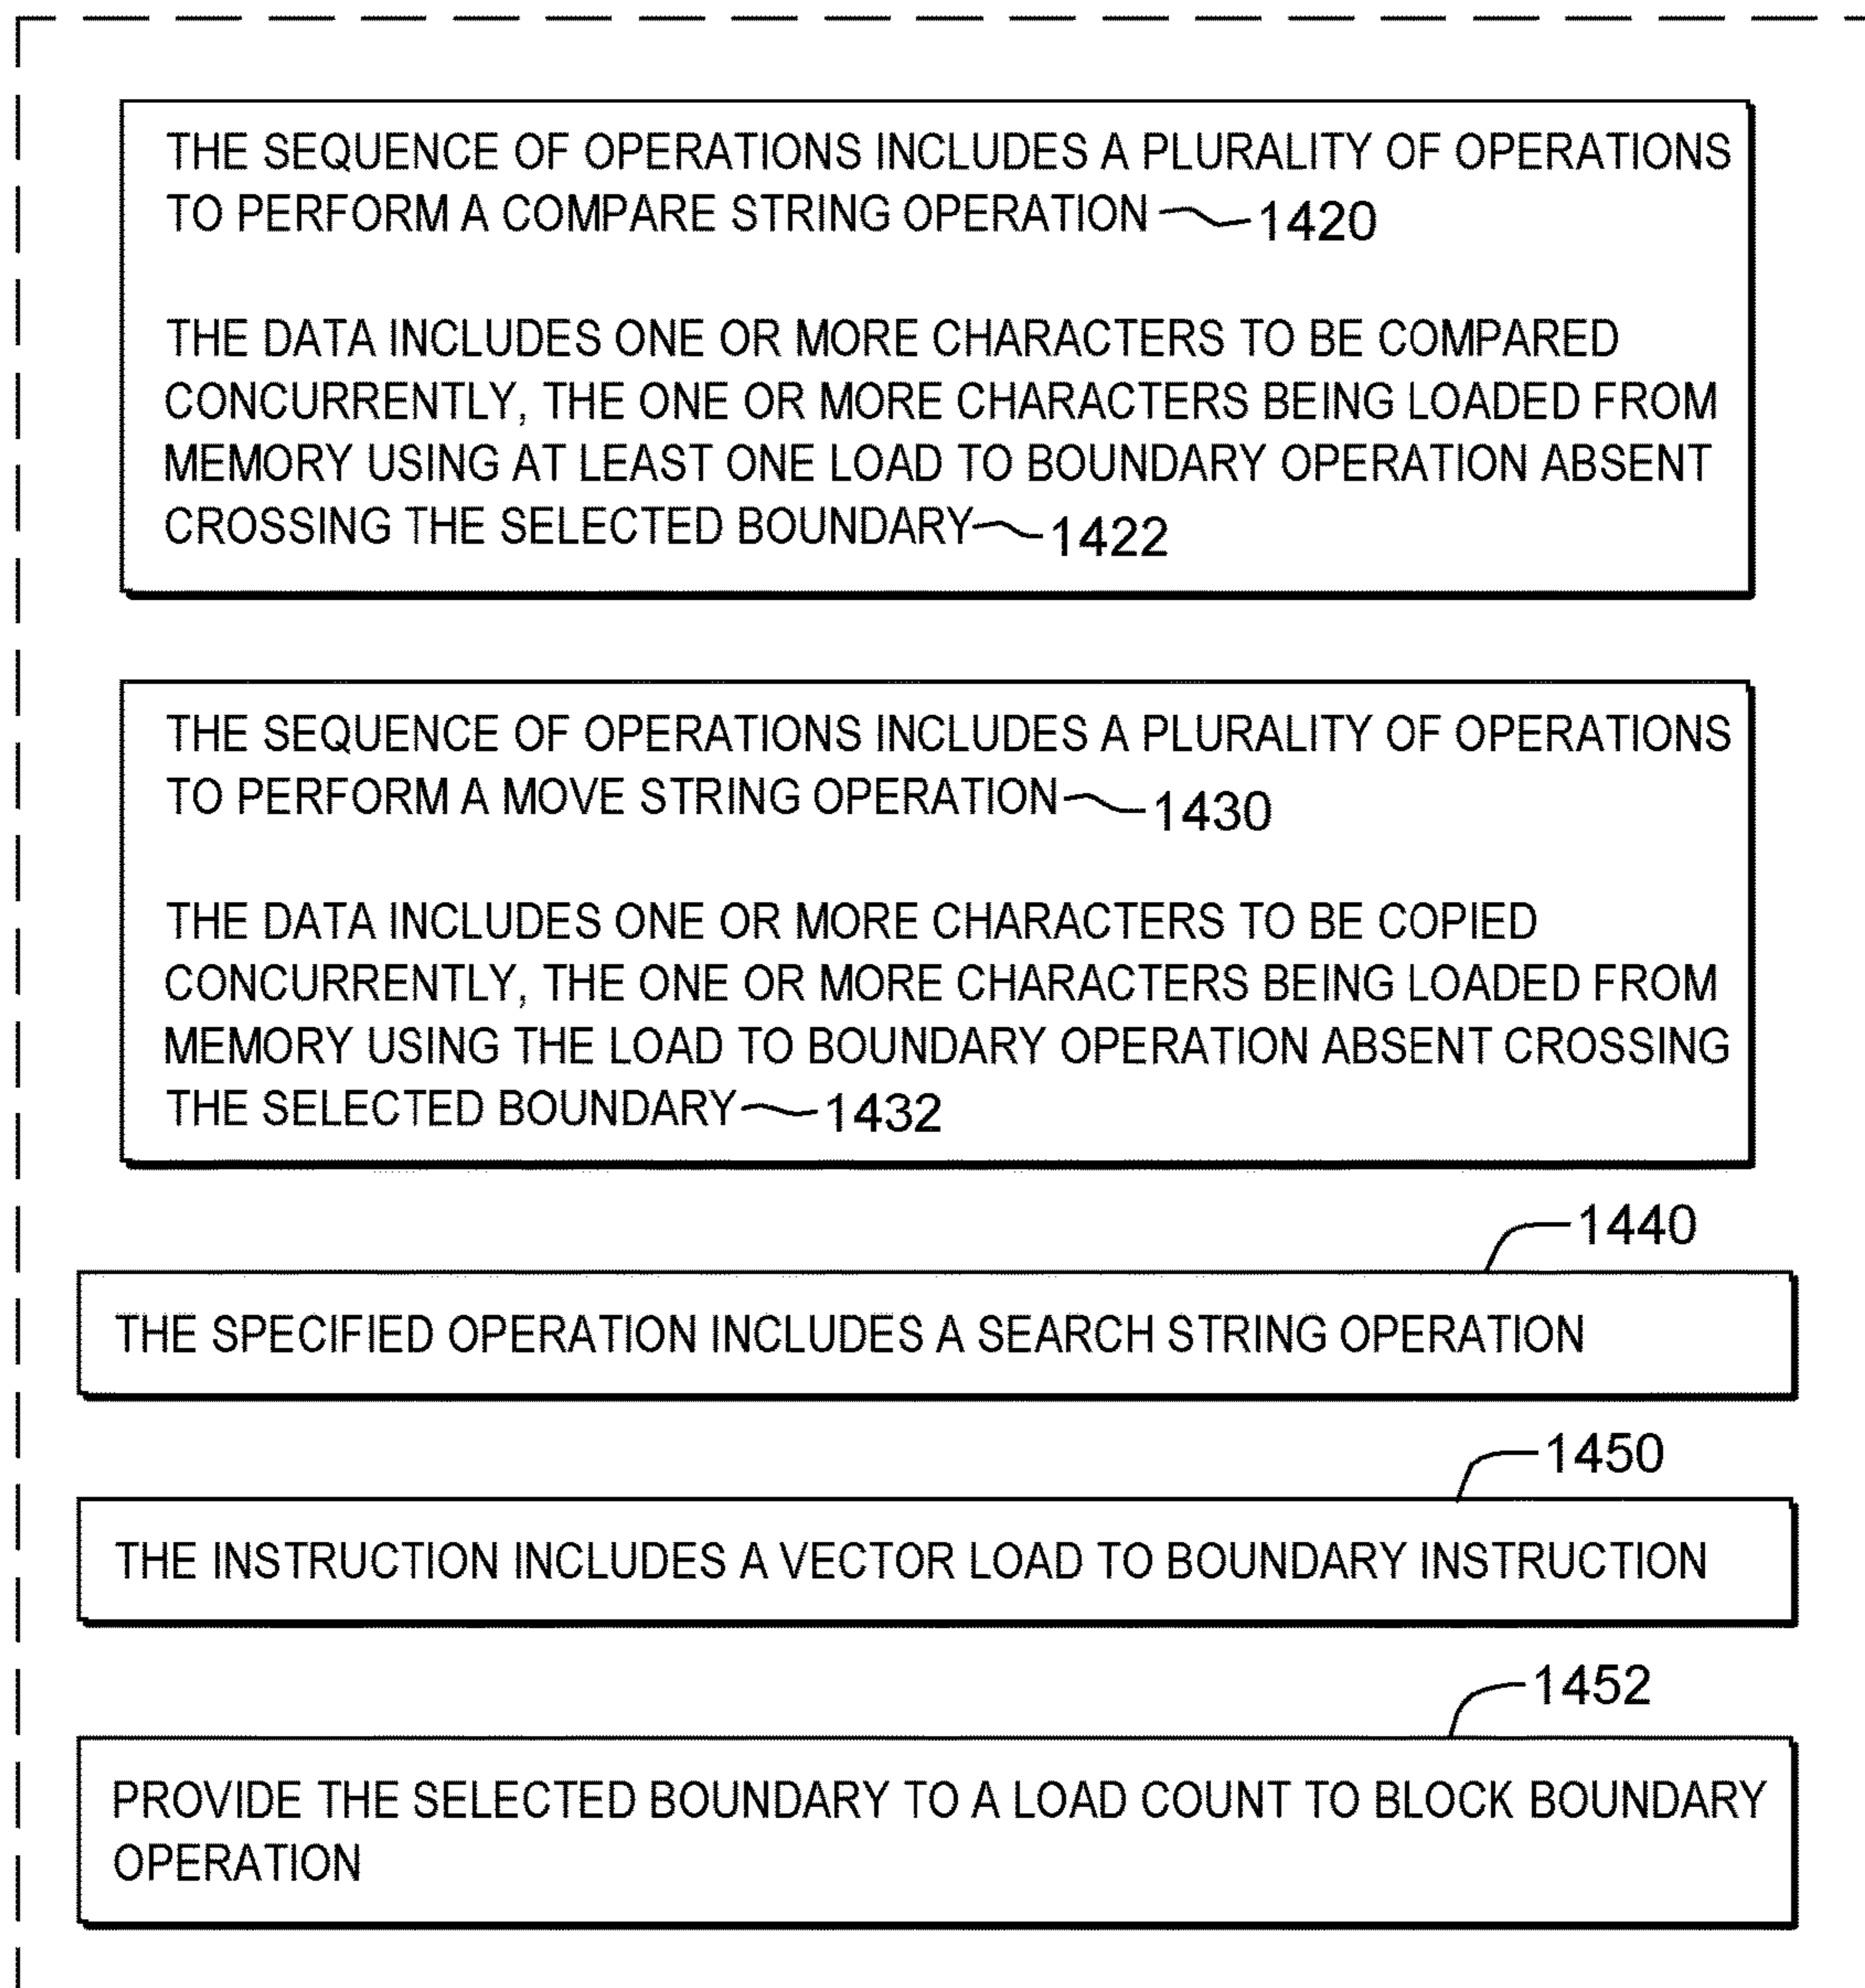 THE SEQUENCE OF OPERATIONS INCLUDES A PLURALITY OF OPERATIONS
TO PERFORM A COMPARE STRING OPERATION 1420
THE DATA INCLUDES ONE OR MORE CHARACTERS TO BE COMPARED
CONCURRENTLY, THE ONE OR MORE CHARACTERS BEING LOADED FROM
MEMORY USING AT LEAST ONE LOAD TO BOUNDARY OPERATION ABSENT
CROSSING THE SELECTED BOUNDARY 1422
THE SEQUENCE OF OPERATIONS INCLUDES A PLURALITY OF OPERATIONS
TO PERFORM A MOVE STRING OPERATION 1430
THE DATA INCLUDES ONE OR MORE CHARACTERS TO BE COPIED
CONCURRENTLY, THE ONE OR MORE CHARACTERS BEING LOADED FROM
MEMORY USING THE LOAD TO BOUNDARY OPERATION ABSENT CROSSING
THE SELECTED BOUNDARY 1432
1440
THE SPECIFIED OPERATION INCLUDES A SEARCH STRING OPERATION
1450
THE INSTRUCTION INCLUDES A VECTOR LOAD TO BOUNDARY INSTRUCTION
1452
PROVIDE THE SELECTED BOUNDARY TO A LOAD COUNT TO BLOCK BOUNDARY
OPERATION